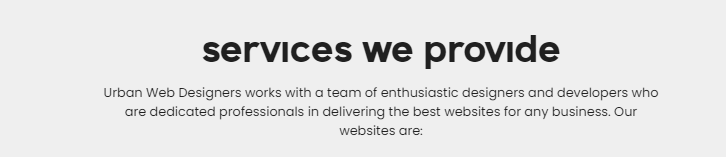 services we provide
Urban Web Designers works with a team of enthusiastic designers and developers who
are dedicated professionals in delivering the best websites for any business. Our
websites are: